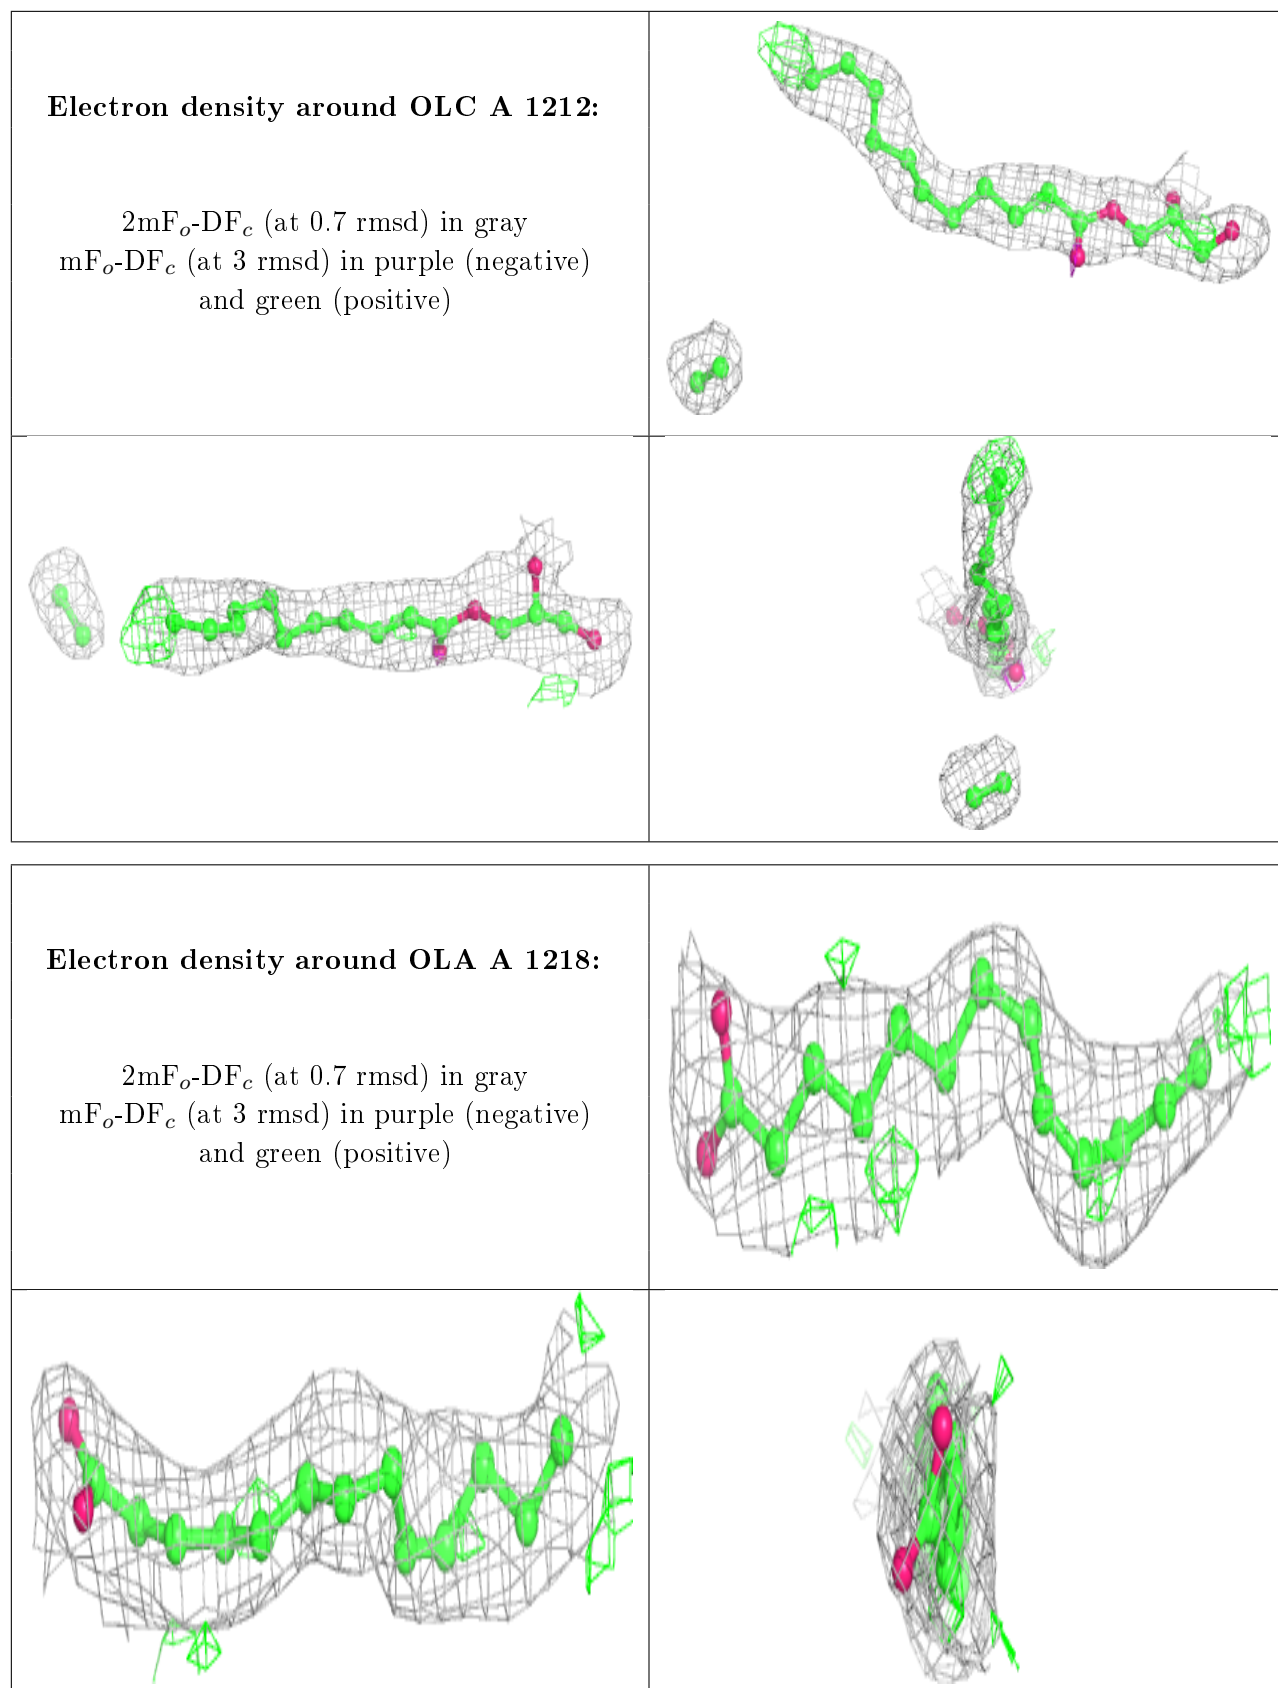 Electron density around OLC A 1212:
2mFo-DFc (at 0.7 rmsd) in gray
mFo-DFc (at 3 rmsd) in purple (negative)
and green (positive)
Electron density around OLA A 1218:
2mFo-DFc (at 0.7 rmsd) in gray
mFo-DFc (at 3 rmsd) in purple (negative)
and green (positive)